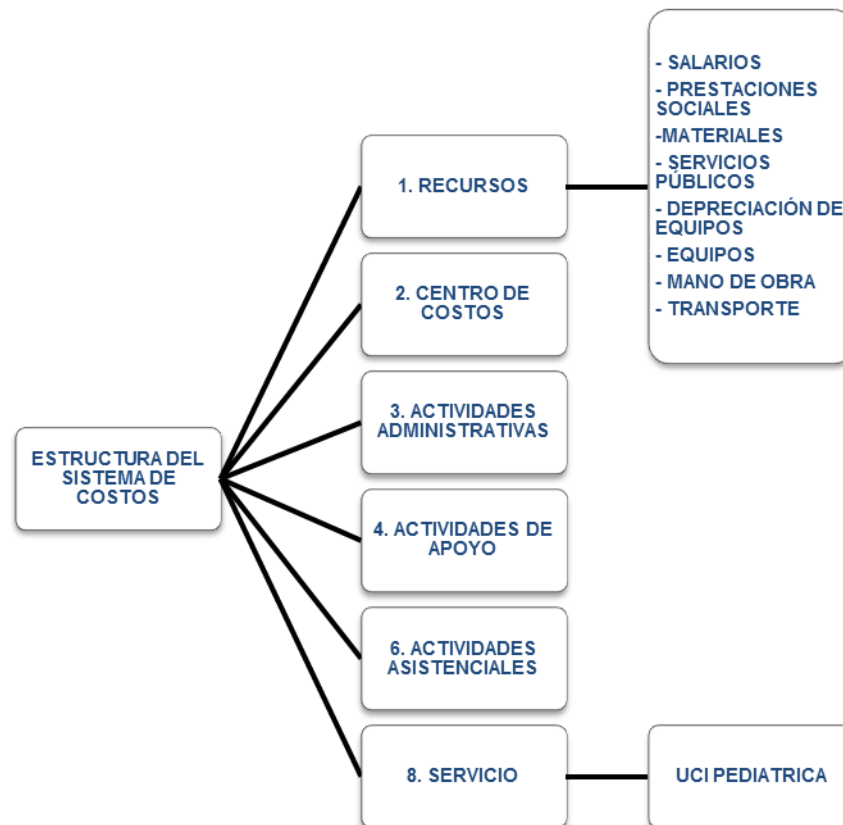 ESTRUCTURA DEL
SISTEMA DE
COSTOS
1. RECURSOS
- SALARIOS
- PRESTACIONES
SOCIALES
-MATERIALES
- SERVICIOS
PÚBLICOS
- DEPRECIACIÓN DE
EQUIPOS
- EQUIPOS
- MANO DE OBRA
- TRANSPORTE
2. CENTRO DE
COSTOS
3. ACTIVIDADES
ADMINISTRATIVAS
4. ACTIVIDADES DE
APOYO
6. ACTIVIDADES
ASISTENCIALES
8. SERVICIO
UCI PEDIATRICA